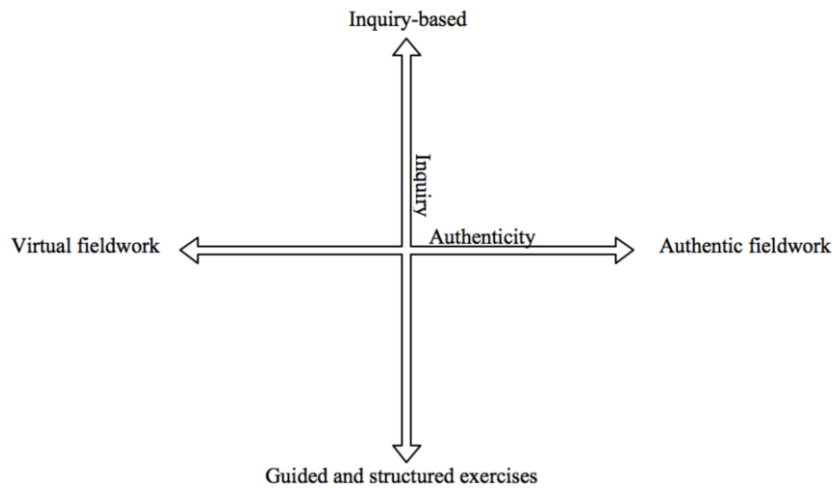 Inquiry-based
Inquiry
Authenticity
Virtual fieldwork
Authentic fieldwork
Guided and structured exercises